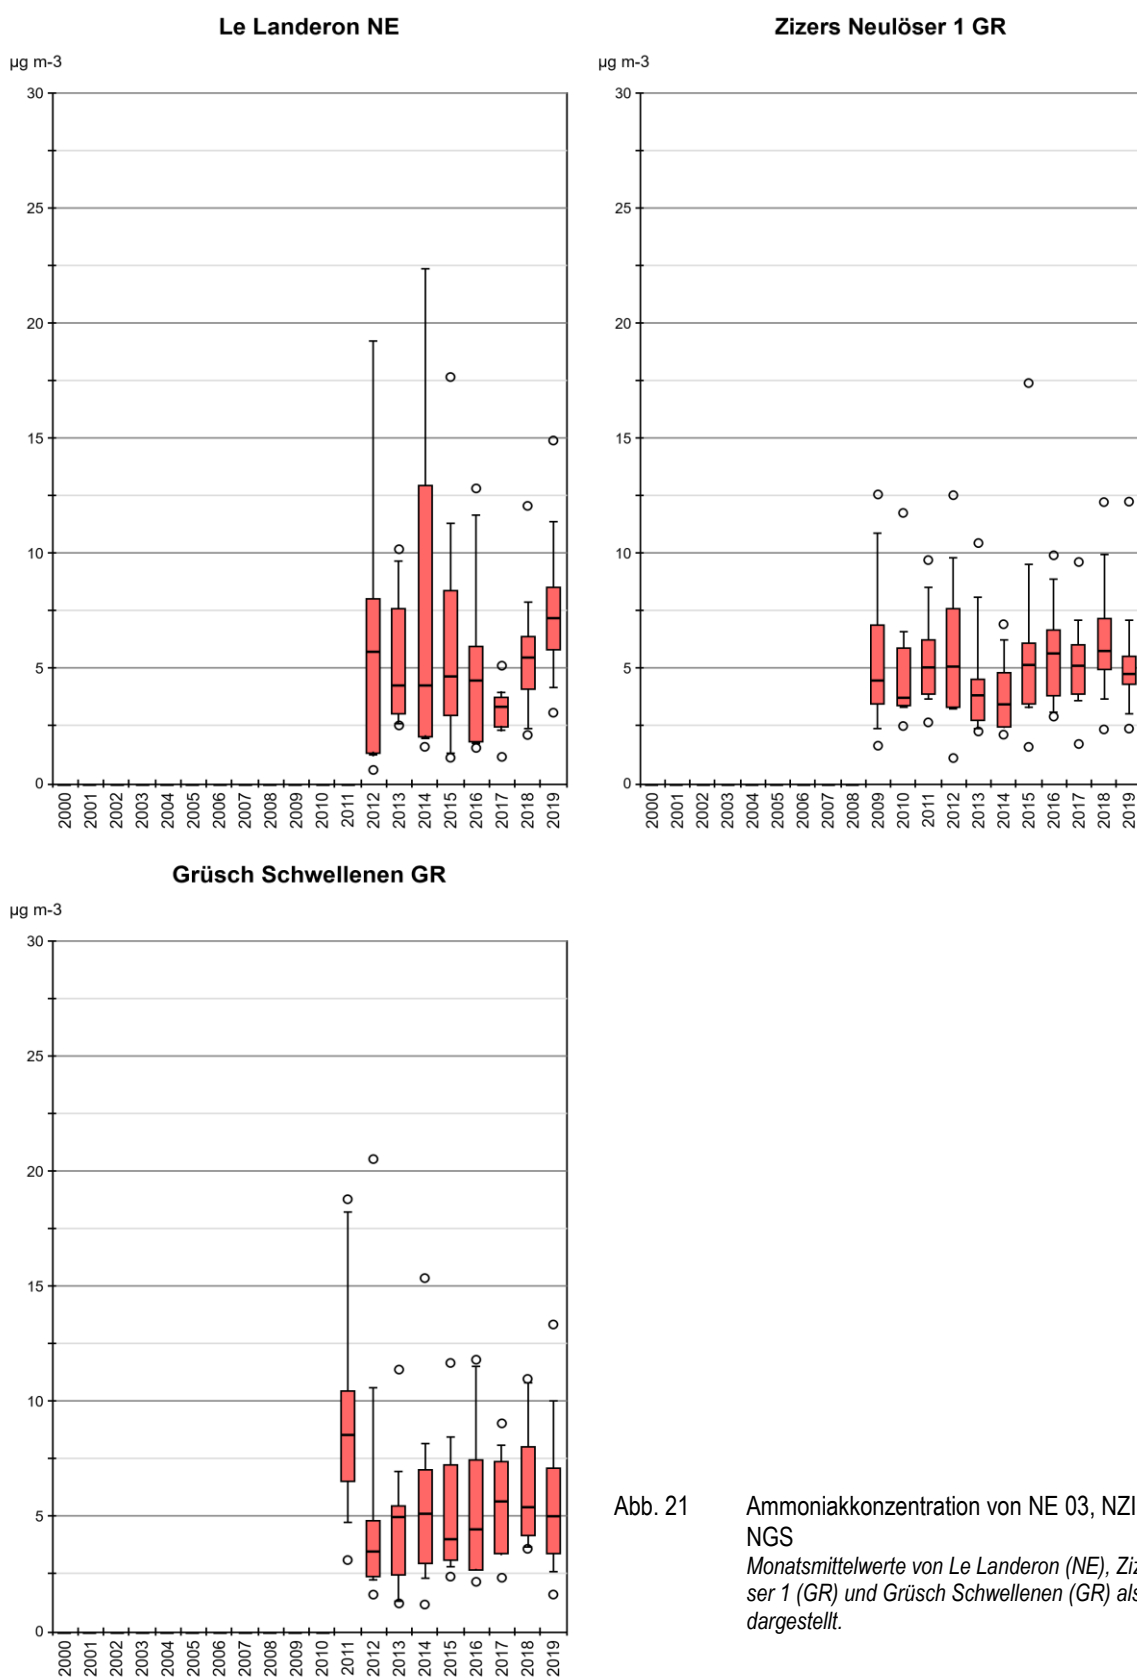 Le Landeron NE
µg m-3
30
25
20
15
10
5
0
2000 2001 2002 2003 2004 2005 2006 2007 2008 2009 2010 2011 2012 2013 2014 2015 2016 2017 2018 2019
Zizers Neulöser 1 GR
µg m-3
30
25
20
15
10
5
0
2000 2001 2002 2003 2004 2005 2006 2007 2008 2009 2010 2011 2012 2013 2014 2015 2016 2017 2018 2019
Grüsch Schwellenen GR
µg m-3
30
25
20
15
10
5
0
2000 2001 2002 2003 2004 2005 2006 2007 2008 2009 2010 2011 2012 2013 2014 2015 2016 2017 2018 2019
Abb. 21 Ammoniakkonzentration von NE 03, NZI
NGS
Monatsmittelwerte von Le Landeron (NE), Ziz
ser 1 (GR) und Grüsch Schwellenen (GR) als
dargestellt.